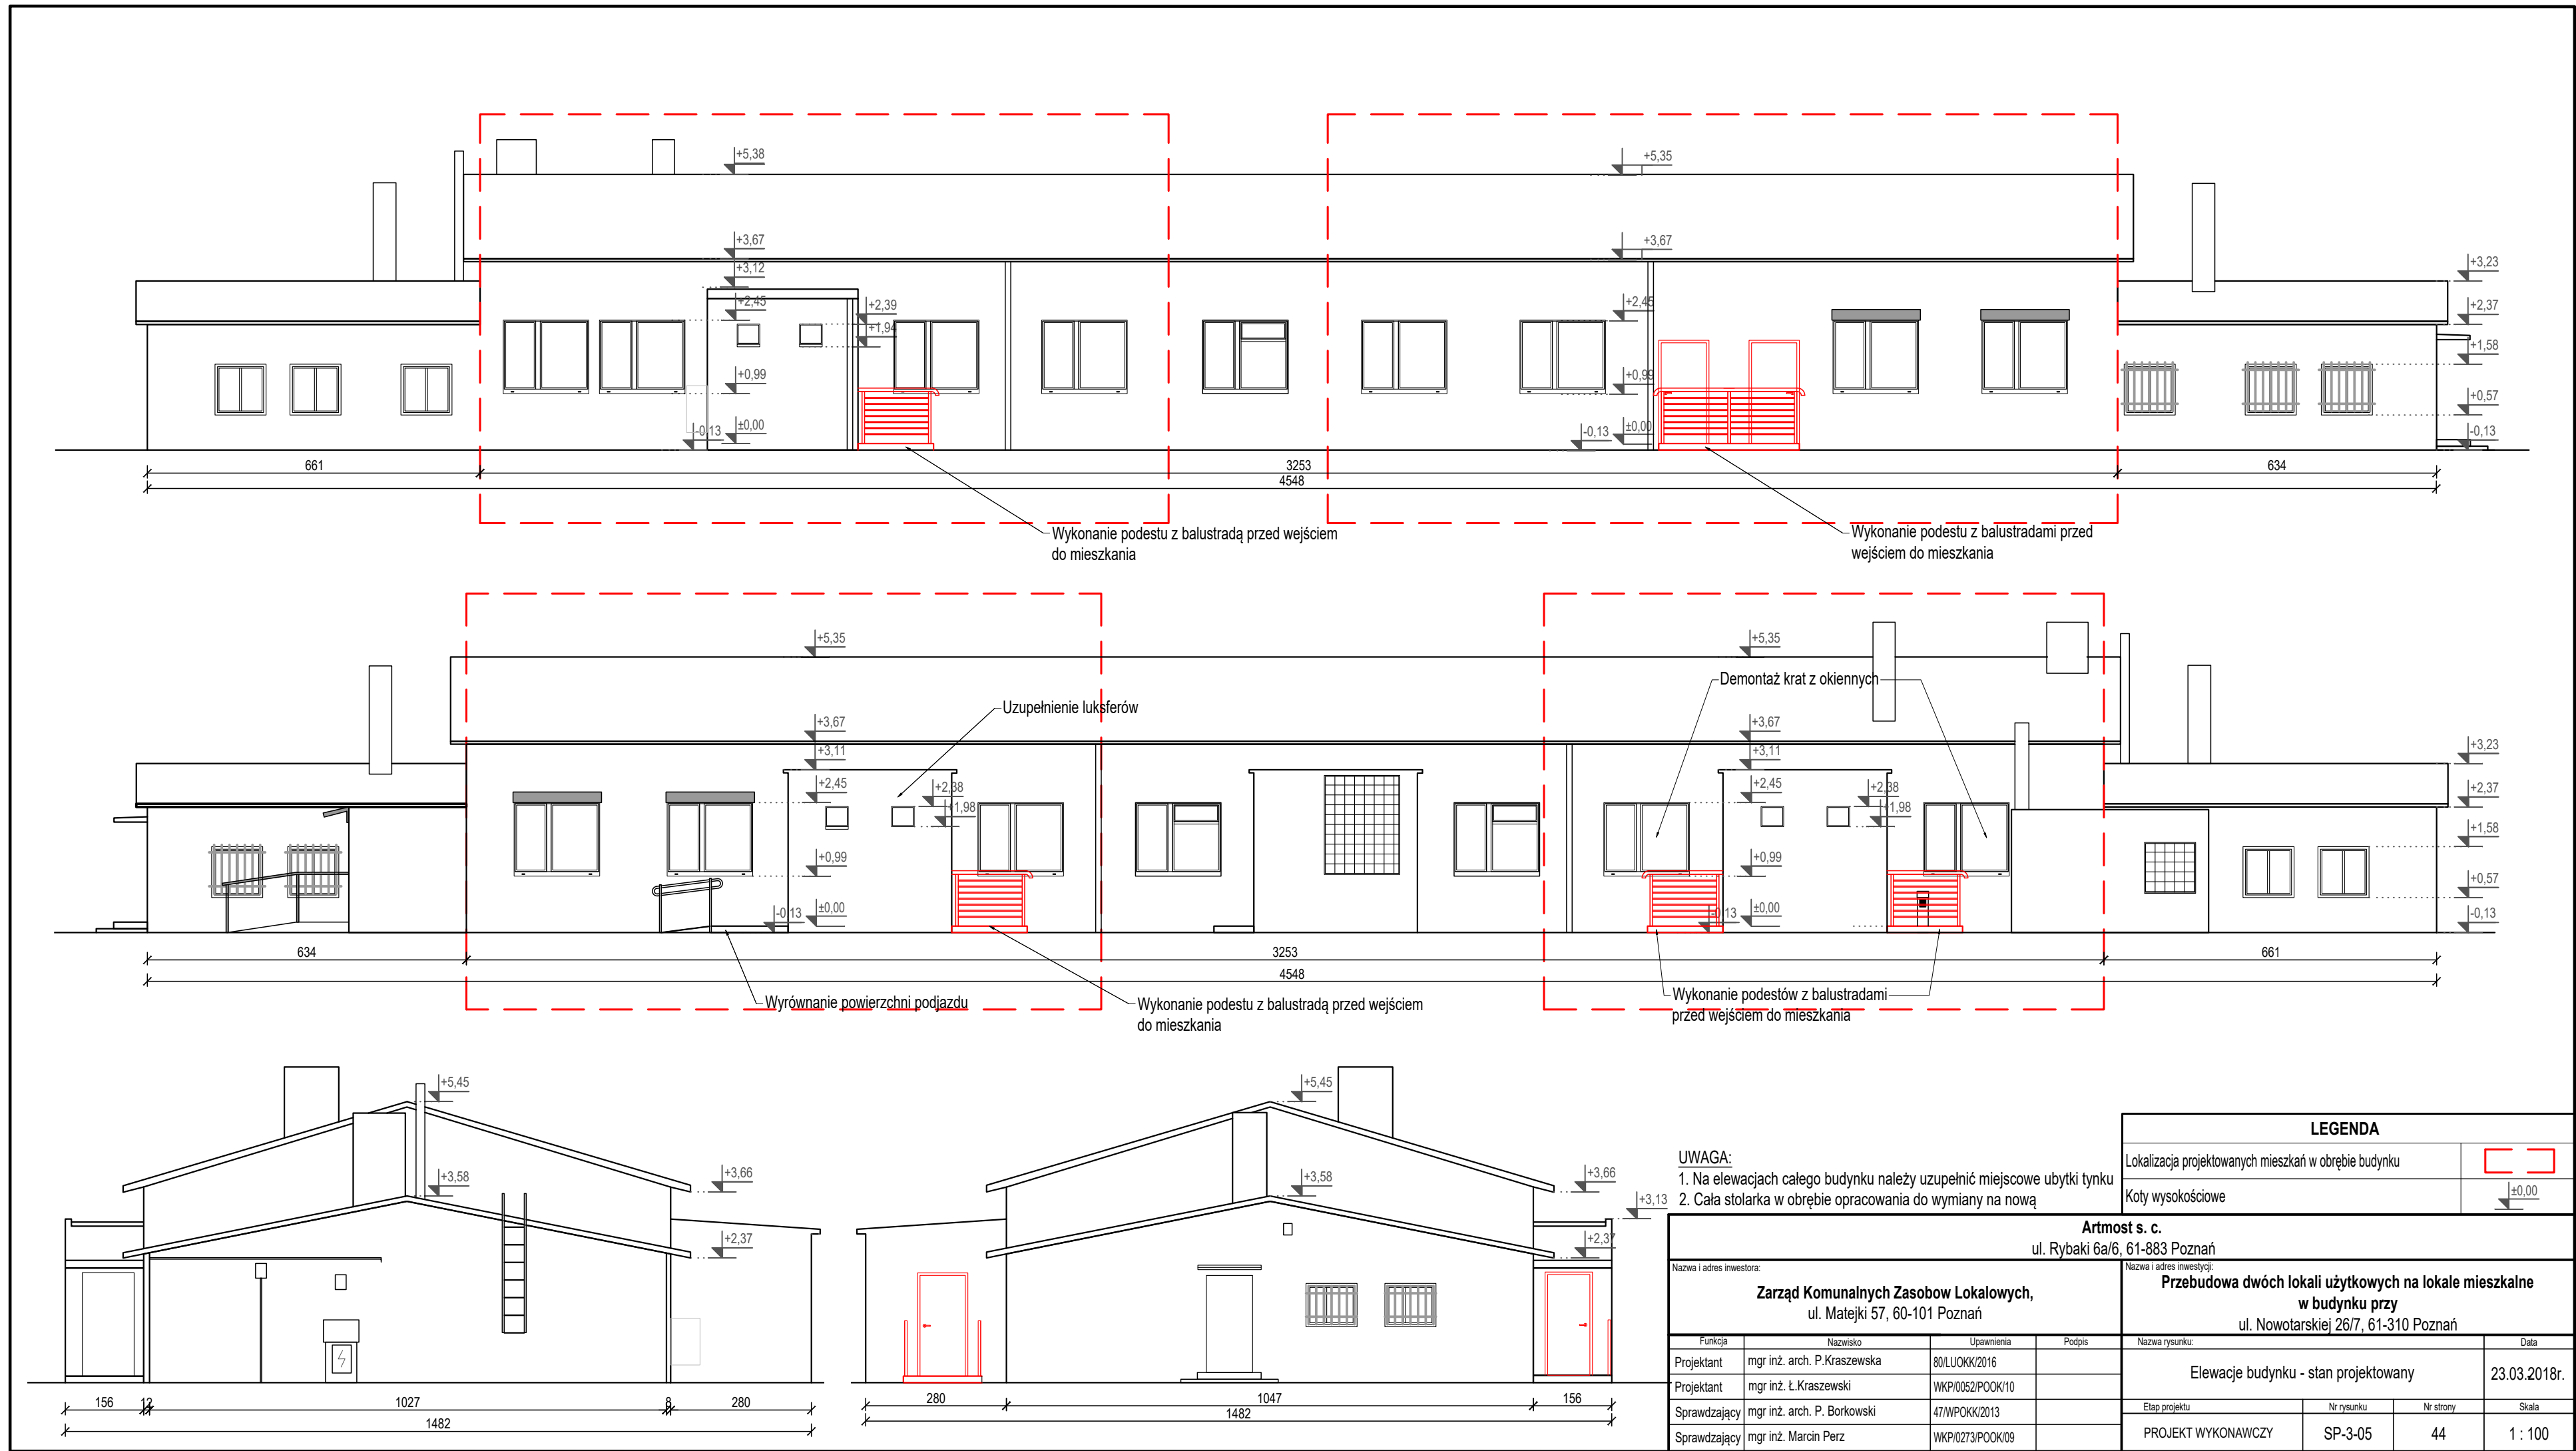 +5,38
+5,35
+3,67
+3,67
+3,12
+2,45
+2,39
+1,94
+2,45
+3,23
+2,37
+1,58
+0,99
+0,99
+0,57
-0,13
±0,00
-0,13
±0,00
-0,13
661
3253
634
4548
Wykonanie podestu z balustradą przed wejściem
do mieszkania
Wykonanie podestu z balustradami przed
wejściem do mieszkania
+5,35
+5,35
Demontaż krat z okiennych
Uzupełnienie luksferów
+3,67
+3,67
+3,11
+3,11
+3,23
+2,45
+2,38
+1,98
+2,45
+2,38
+1,98
+2,37
+1,58
+0,99
+0,99
+0,57
-0,13
±0,00
-0,13
±0,00
-0,13
634
3253
661
4548
Wyrównanie powierzchni podjazdu
Wykonanie podestu z balustradą przed wejściem
do mieszkania
Wykonanie podestów z balustradami
przed wejściem do mieszkania
+5,45
+3,58
+3,66
+2,37
156
12
1027
8
280
1482
+5,45
+3,58
+3,66
+3,13
+2,37
280
1047
156
1482
UWAGA:
1. Na elewacjach całego budynku należy uzupełnić miejscowe ubytki tynku
2. Cała stolarka w obrębie opracowania do wymiany na nową
LEGENDA
Lokalizacja projektowanych mieszkań w obrębie budynku
Koty wysokościowe
±0,00
Artmost s. c.
ul. Rybaki 6a/6, 61-883 Poznań
Nazwa i adres inwestora:
Zarząd Komunalnych Zasobow Lokalowych,
ul. Matejki 57, 60-101 Poznań
Nazwa i adres inwestycji:
Przebudowa dwóch lokali użytkowych na lokale mieszkalne
w budynku przy
ul. Nowotarskiej 26/7, 61-310 Poznań
Funkcja Nazwisko Upawnienia Podpis
Projektant mgr inż. arch. P.Kraszewska 80/LUOKK/2016
Projektant mgr inż. Ł.Kraszewski WKP/0052/POOK/10
Sprawdzający mgr inż. arch. P. Borkowski 47/WPOKK/2013
Sprawdzający mgr inż. Marcin Perz WKP/0273/POOK/09
Nazwa rysunku: Data
Elewacje budynku - stan projektowany 23.03.2018r.
Etap projektu Nr rysunku Nr strony Skala
PROJEKT WYKONAWCZY SP-3-05 44 1 : 100